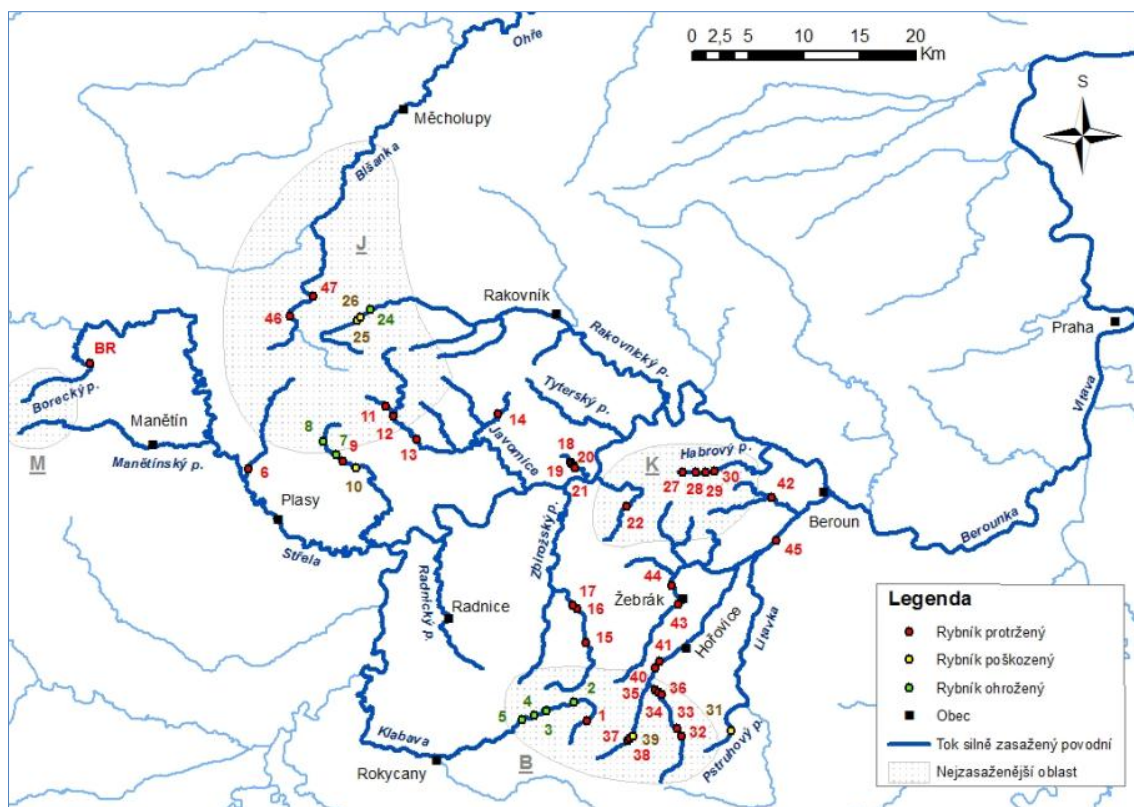 Ohře
0 2,5 5 10 15 20
Km
S
Měcholupy
Blšanka
J
47
26
46
24
25
Rakovník
Rakovnický p.
Praha
BR
Borecký p.
Vltava
Tyterský p.
11
14
12
Manětín
8
7
9
13
Javornice
18
20
19
K
Habrový p.
M
Manětínský p.
6
10
21
27
28
29
30
42
Plasy
22
Beroun
Střela
Zbirožský p.
Berounka
45
Radnický p.
44
17
Žebrák
16
43
Radnice
Hořovice
Litavka
15
41
40
2
35
36
4
34
33
31
5
3
1
32
37
39
38
Klabava
B
Pstruhový p.
Rokycany
Legenda
Rybník protržený
Rybník poškozený
Rybník ohrožený
Obec
Tok silně zasažený povodní
Nejzasaženější oblast